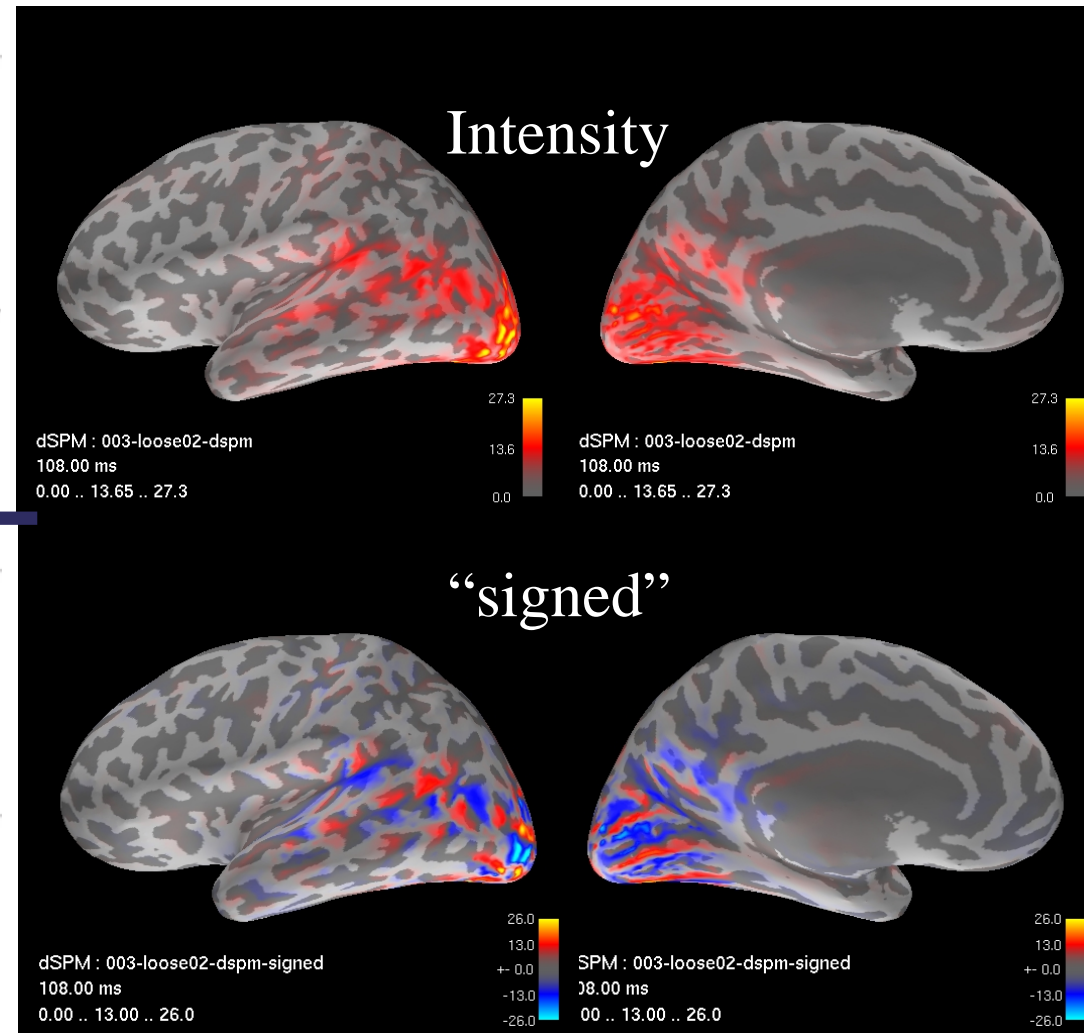 Intensity
27.3
13.6
0.0
dSPM : 003-loose02-dspm
108.00 ms
0.00 .. 13.65 .. 27.3
27.3
13.6
0.0
dSPM : 003-loose02-dspm
108.00 ms
0.00 .. 13.65 .. 27.3
“signed”
26.0
13.0
+- 0.0
-13.0
-26.0
dSPM : 003-loose02-dspm-signed
108.00 ms
0.00 .. 13.00 .. 26.0
26.0
13.0
+- 0.0
-13.0
-26.0
SPM : 003-loose02-dspm-signed
08.00 ms
00 .. 13.00 .. 26.0